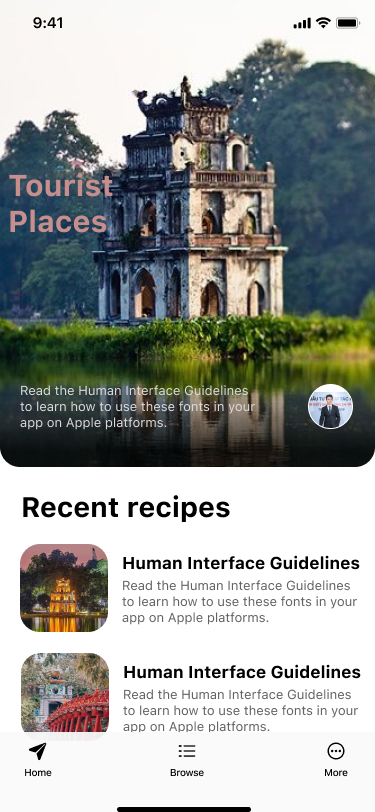 9:41
Tourist
Places
Read the Human Interface Guidelines
to learn how to use these fonts in your
app on Apple platforms.
Recent recipes
Human Interface Guidelines
Read the Human Interface Guidelines
to learn how to use these fonts in your
app on Apple platforms.
Human Interface Guidelines
Read the Human Interface Guidelines
to learn how to use these fonts in your
app on Apple platforms.
Home
Browse
More